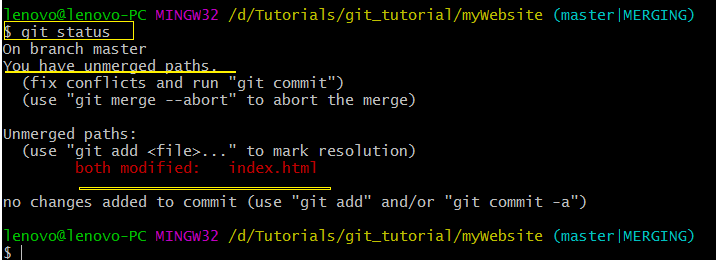 lenovo@lenovo-PC MINGW32 /d/Tutorials/git_tutorial/myWebsite (master|MERGING)
$ git status
On branch master
You have unmerged paths.
  (fix conflicts and run "git commit")
  (use "git merge --abort" to abort the merge)

Unmerged paths:
  (use "git add <file>..." to mark resolution)
        both modified:   index.html

no changes added to commit (use "git add" and/or "git commit -a")

lenovo@lenovo-PC MINGW32 /d/Tutorials/git_tutorial/myWebsite (master|MERGING)
$